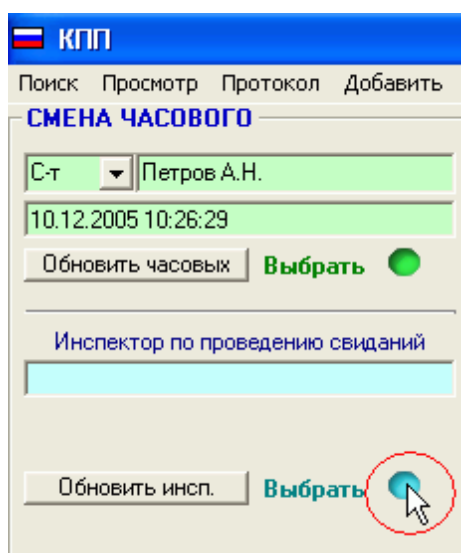 КПП
Поиск Просмотр Протокол Добавить
СМЕНА ЧАСОВОГО
С-т Петров А.Н.
10.12.2005 10:26:29
Обновить часовых Выбрать
Инспектор по проведению свиданий
Обновить инсп. Выбрать